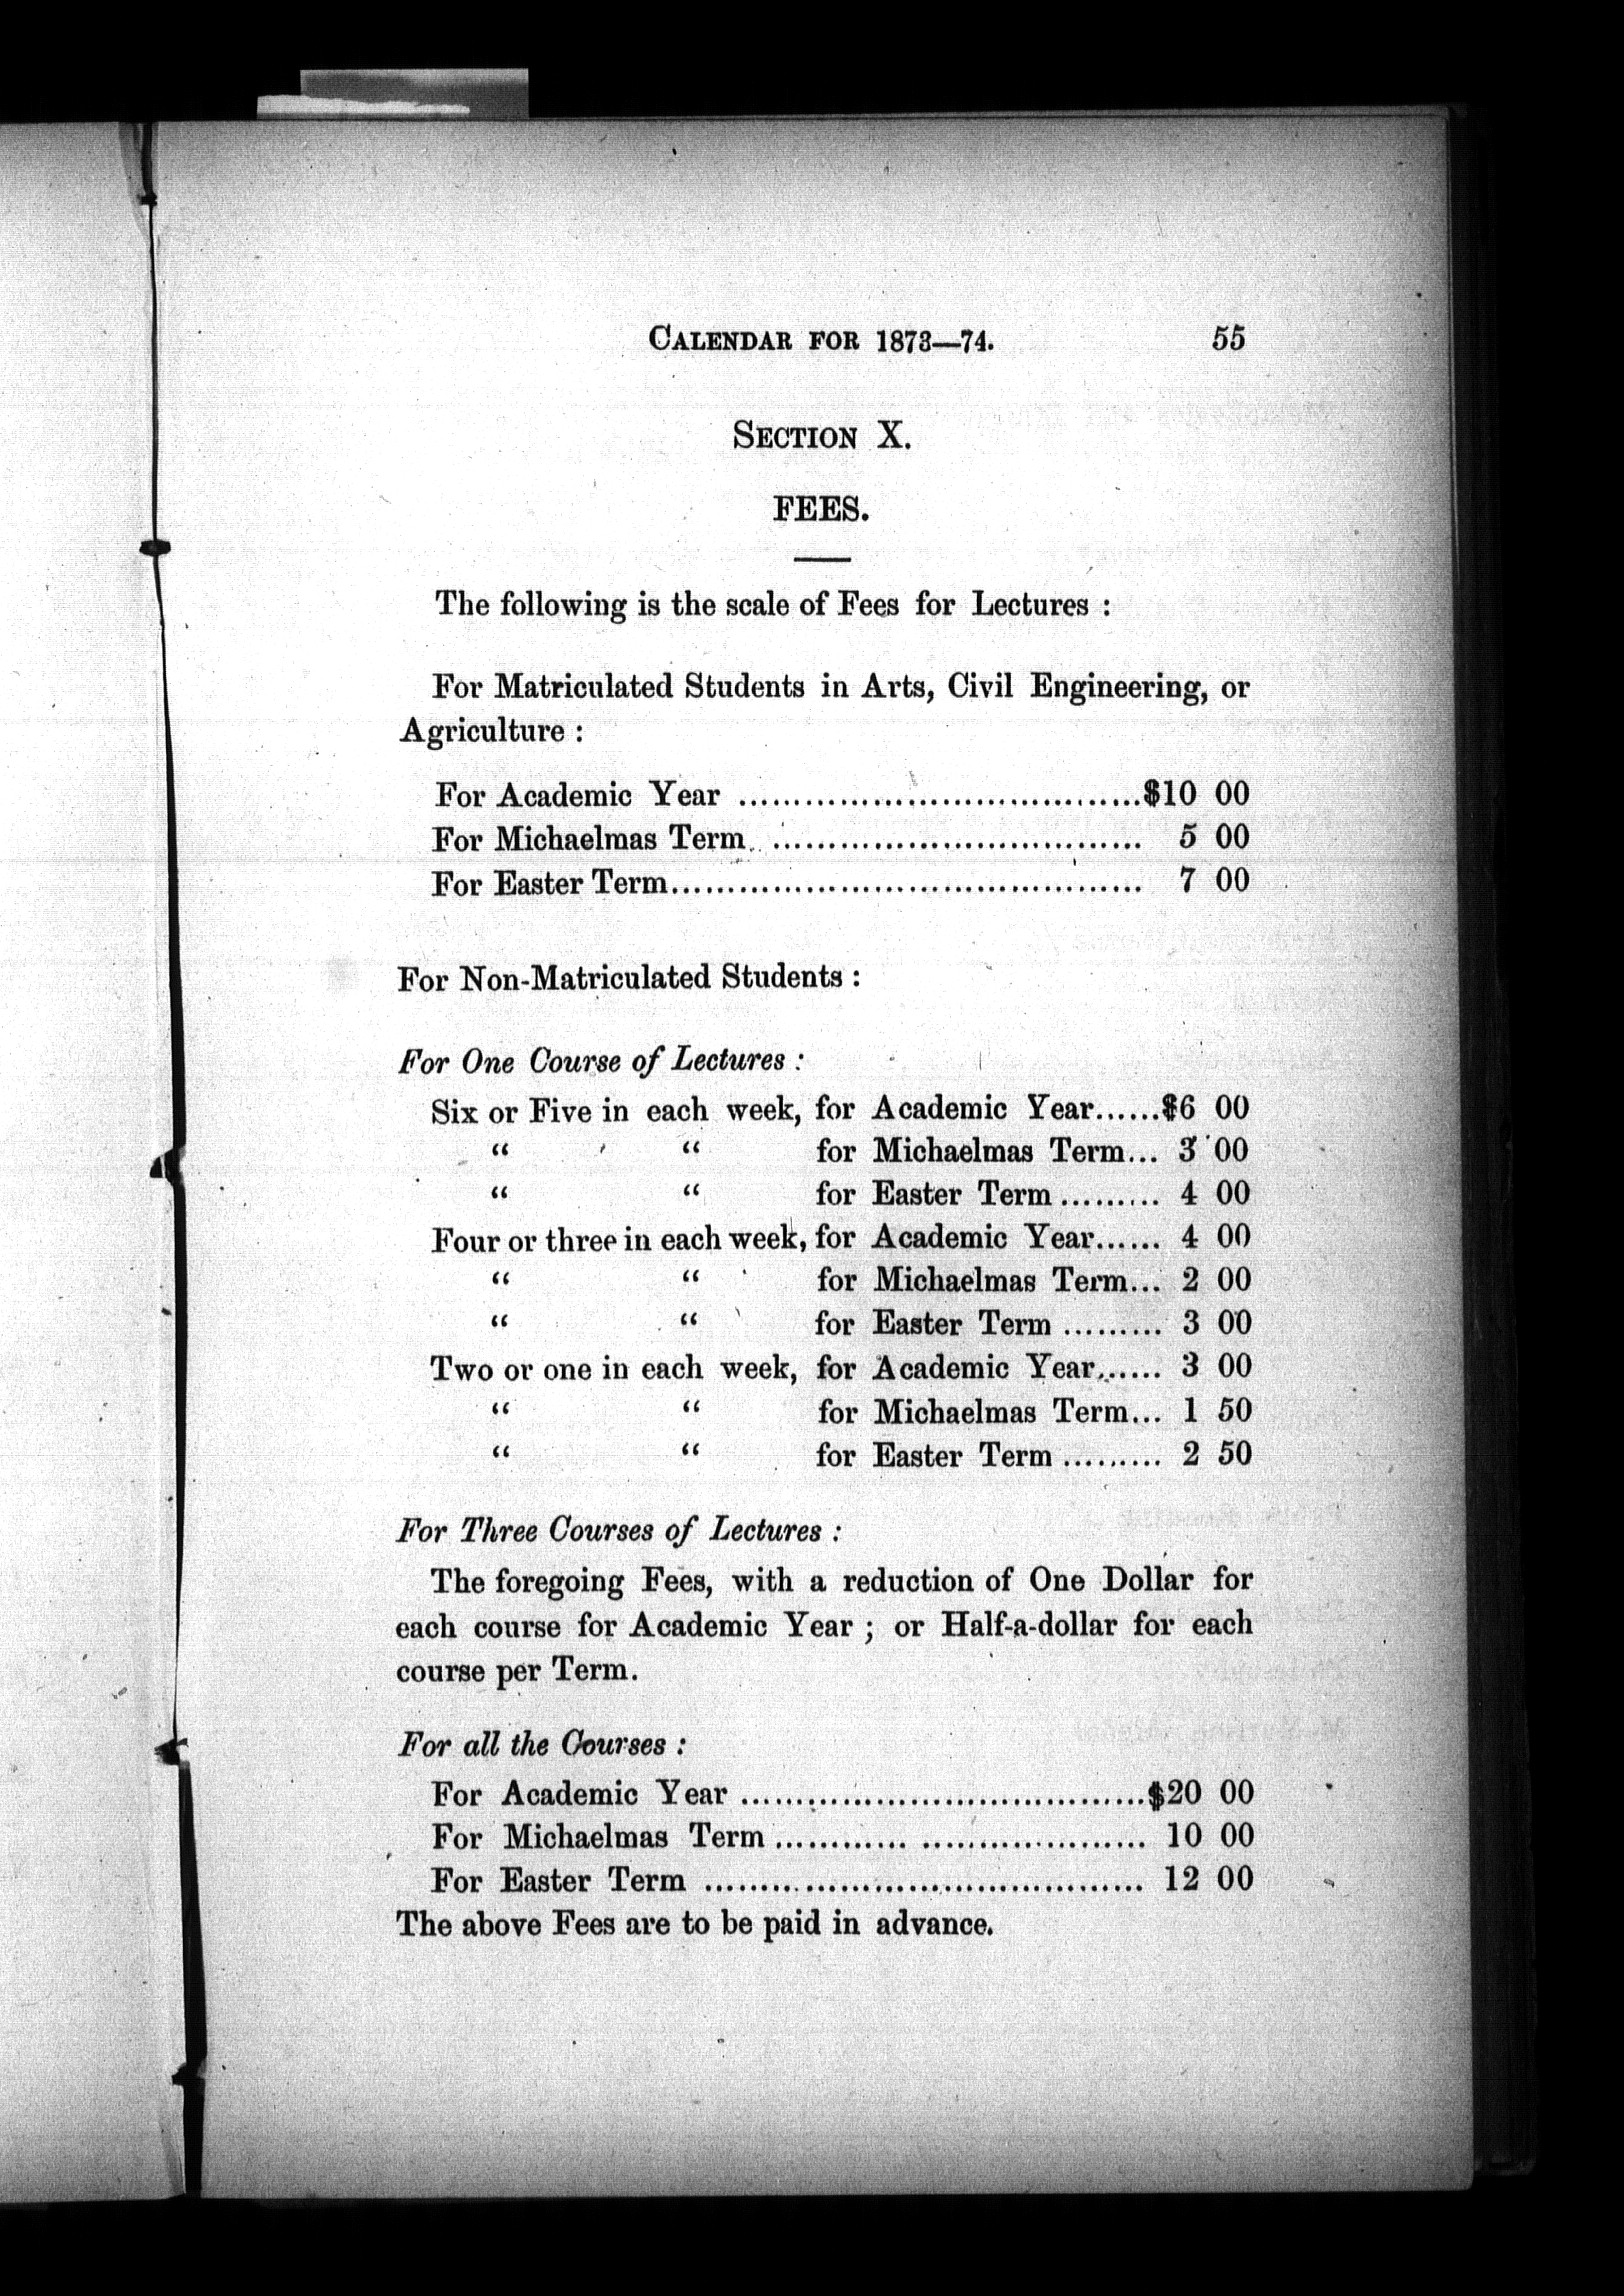 CALENDAR FOR 1873—74. 55
SECTION X.
FEES.
The following is the scale of Fees for Lectures :
For Matriculated Students in Arts, Civil Engineering, or
Agriculture :
For Academic Year ....................................$10 00
For Michaelmas Term.. ................................ 5 00
For Easter Term.......................................... 7 00
For Non-Matriculated Students :
For One Course of Lectures :
Six or Five in each week, for Academic Year......$6 00
“ “ for Michaelmas Term... 3 00
“ “ for Easter Term ......... 4 00
Four or three in each week, for Academic Year...... 4 00
“ “ for Michaelmas Term... 2 00
“ “ for Easter Term ......... 3 00
Two or one in each week, for Academic Year...... 3 00
“ “ for Michaelmas Term... 1 50
“ “ for Easter Term ......... 2 50
For Three Courses of Lectures :
The foregoing Fees, with a reduction of One Dollar for
each course for Academic Year ; or Half-a-dollar for each
course per Term.
For all the Courses :
For Academic Year ....................................$20 00
For Michaelmas Term ............ .................... 10 00
For Easter Term ....................................... 12 00
The above Fees are to be paid in advance.